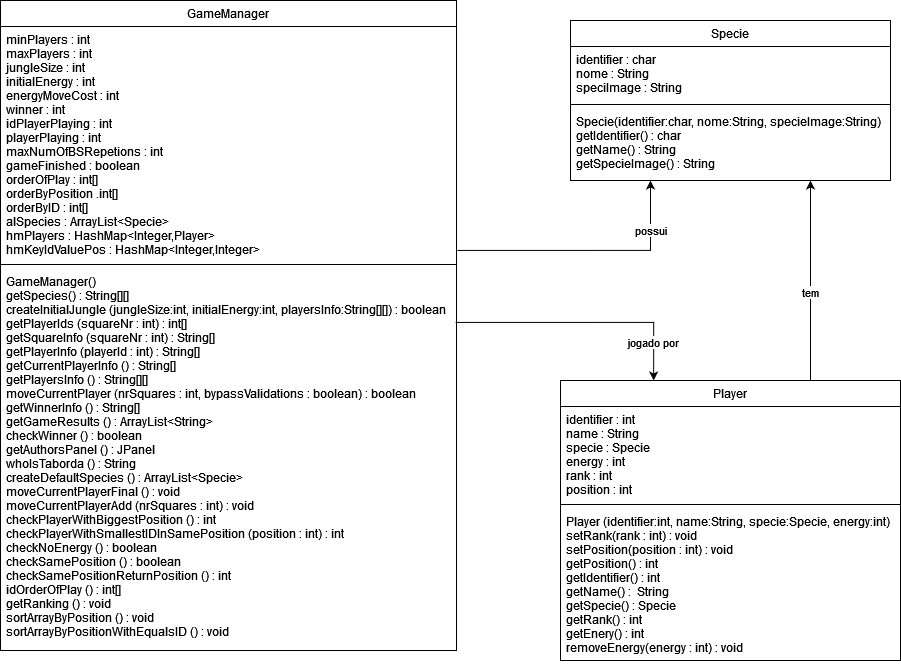 GameManager
minPlayers : int
maxPlayers : int
jungleSize : int
initialEnergy : int
energyMoveCost : int
winner : int
idPlayerPlaying : int
playerPlaying : int
maxNumOfBSRepetions : int
gameFinished : boolean
orderOfPlay : int[]
orderByPosition .int[]
orderByID : int[]
alSpecies : ArrayList<Specie>
hmPlayers : HashMap<Integer,Player>
hmKeyIdValuePos : HashMap<Integer,Integer>
GameManager()
getSpecies() : String[][]
createInitialJungle (jungleSize:int, initialEnergy:int, playersInfo:String[][]) : boolean
getPlayerIds (squareNr : int) : int[]
getSquareInfo (squareNr : int) : String[]
getPlayerInfo (playerId : int) : String[]
getCurrentPlayerInfo () : String[]
getPlayersInfo () : String[][]
moveCurrentPlayer (nrSquares : int, bypassValidations : boolean) : boolean
getWinnerInfo () : String[]
getGameResults () : ArrayList<String>
checkWinner () : boolean
getAuthorsPanel () : JPanel
whoIsTaborda () : String
createDefaultSpecies () : ArrayList<Specie>
moveCurrentPlayerFinal () : void
moveCurrentPlayerAdd (nrSquares : int) : void
checkPlayerWithBiggestPosition () : int
checkPlayerWithSmallestIDInSamePosition (position : int) : int
checkNoEnergy () : boolean
checkSamePosition () : boolean
checkSamePositionReturnPosition () : int
idOrderOfPlay () : int[]
getRanking () : void
sortArrayByPosition () : void
sortArrayByPositionWithEqualsID () : void
Specie
identifier : char
nome : String
speciImage : String
Specie(identifier:char, nome:String, specieImage:String)
getIdentifier() : char
getName() : String
getSpecieImage() : String
possui
tem
jogado por
Player
identifier : int
name : String
specie : Specie
energy : int
rank : int
position : int
Player (identifier:int, name:String, specie:Specie, energy:int)
setRank(rank : int) : void
setPosition(position : int) : void
getPosition() : int
getIdentifier() : int
getName() : String
getSpecie() : Specie
getRank() : int
getEnery() : int
removeEnergy(energy : int) : void